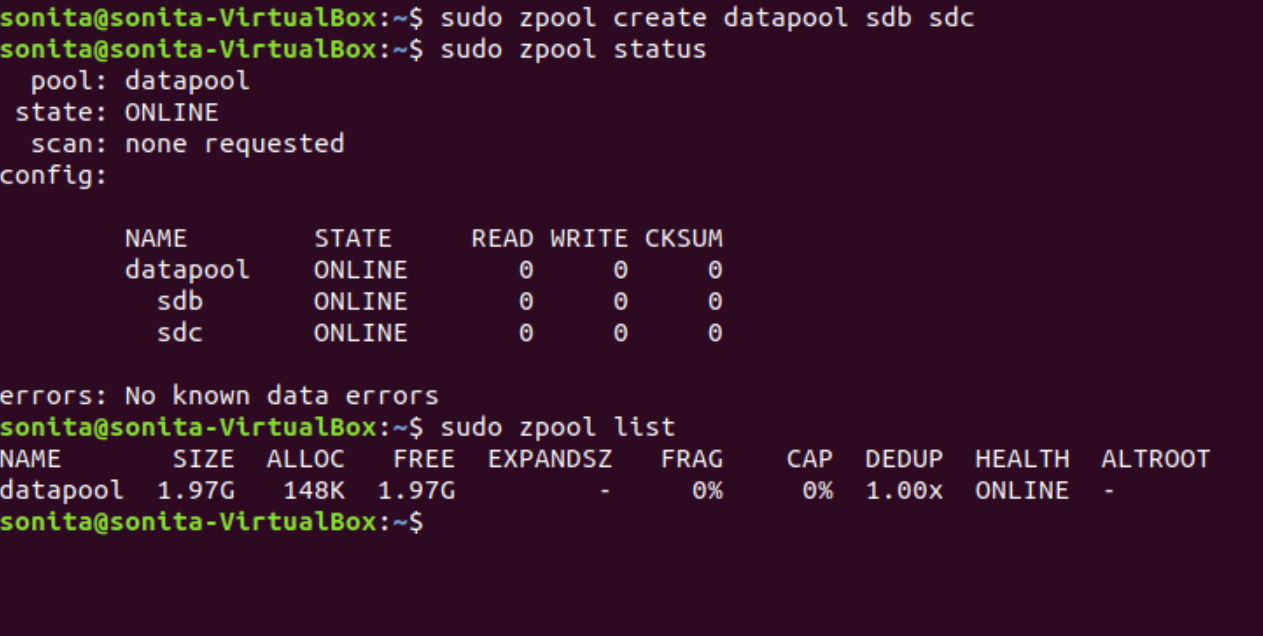 sonita@sonita-VirtualBox:~$ sudo zpool create datapool sdb sdc
sonita@sonita-VirtualBox:~$ sudo zpool status
  pool: datapool
 state: ONLINE
  scan: none requested
config:

        NAME        STATE     READ WRITE CKSUM
        datapool    ONLINE       0     0     0
          sdb       ONLINE       0     0     0
          sdc       ONLINE       0     0     0

errors: No known data errors
sonita@sonita-VirtualBox:~$ sudo zpool list
NAME       SIZE  ALLOC   FREE  EXPANDSZ   FRAG    CAP  DEDUP  HEALTH  ALTROOT
datapool  1.97G   148K  1.97G         -     0%     0%  1.00x  ONLINE  -
sonita@sonita-VirtualBox:~$